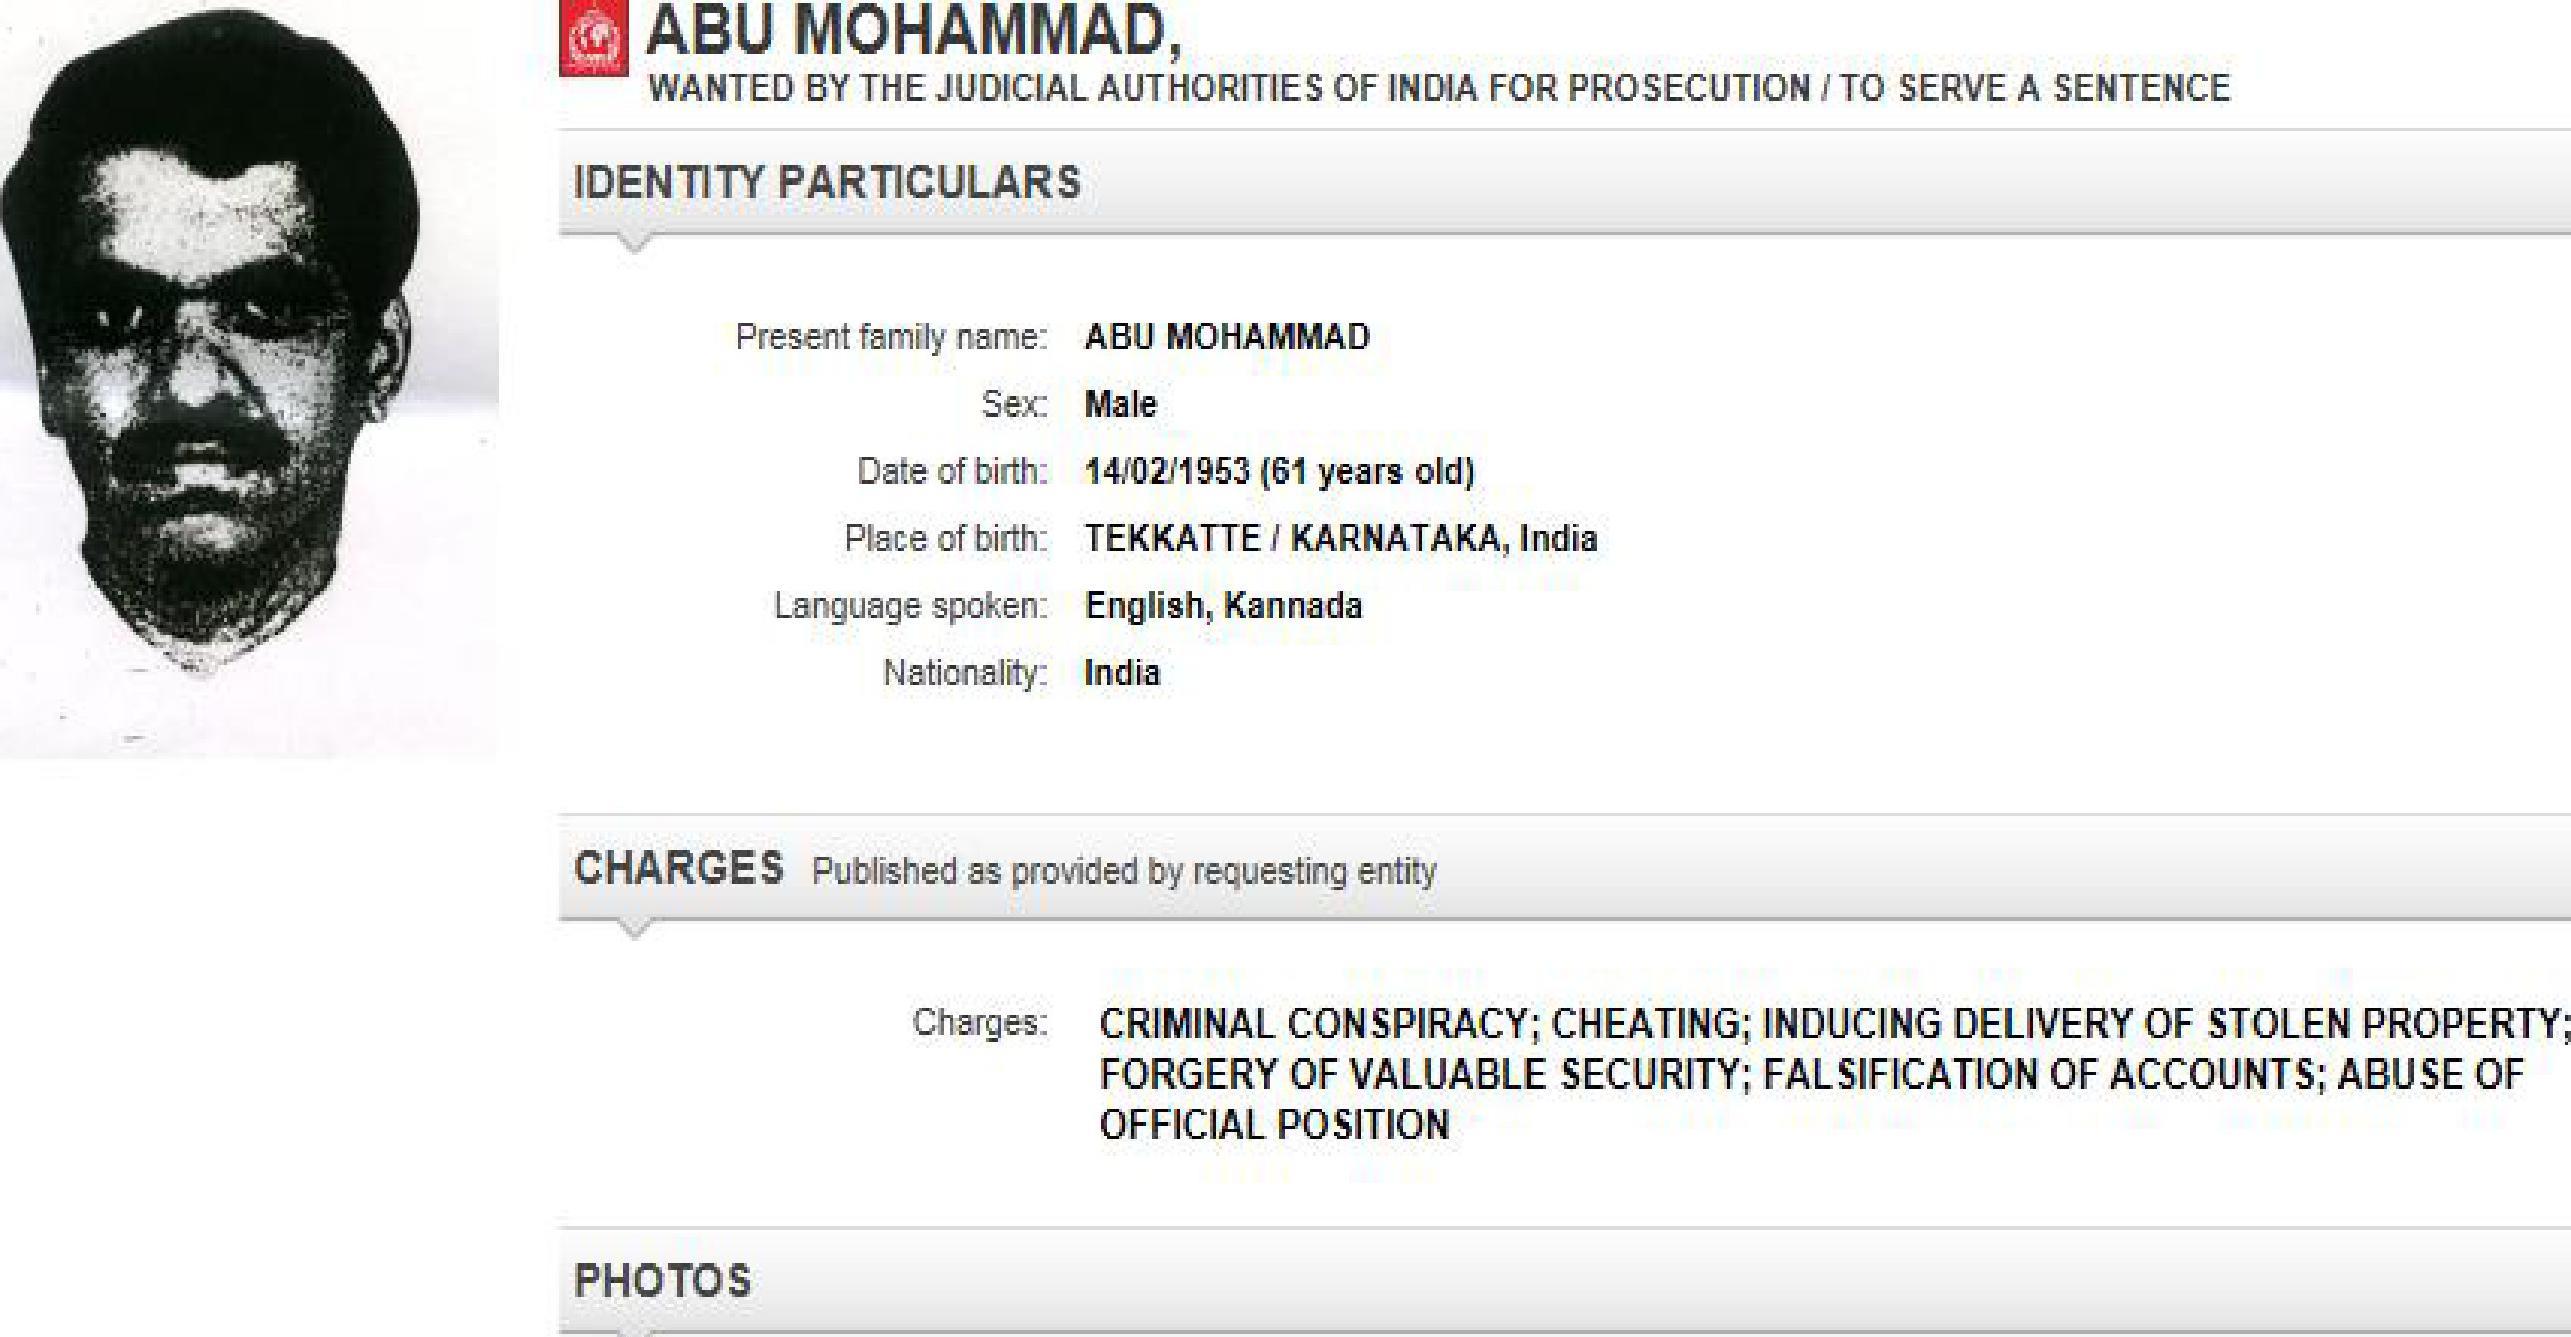 ABU MOHAMMAD,
WANTED BY THE JUDICIAL AUTHORITIES OF INDIA FOR PROSECUTION / TO SERVE A SENTENCE
IDENTITY PARTICULARS
Present family name: ABU MOHAMMAD
Sex: Male
Date of birth: 14/02/1953 (61 years old)
Place of birth: TEKKATTE / KARNATAKA, India
Language spoken: English, Kannada
Nationality: India
CHARGES Published as provided by requesting entity
Charges: CRIMINAL CONSPIRACY; CHEATING; INDUCING DELIVERY OF STOLEN PROPERTY;
FORGERY OF VALUABLE SECURITY; FALSIFICATION OF ACCOUNTS; ABUSE OF
OFFICIAL POSITION
PHOTOS